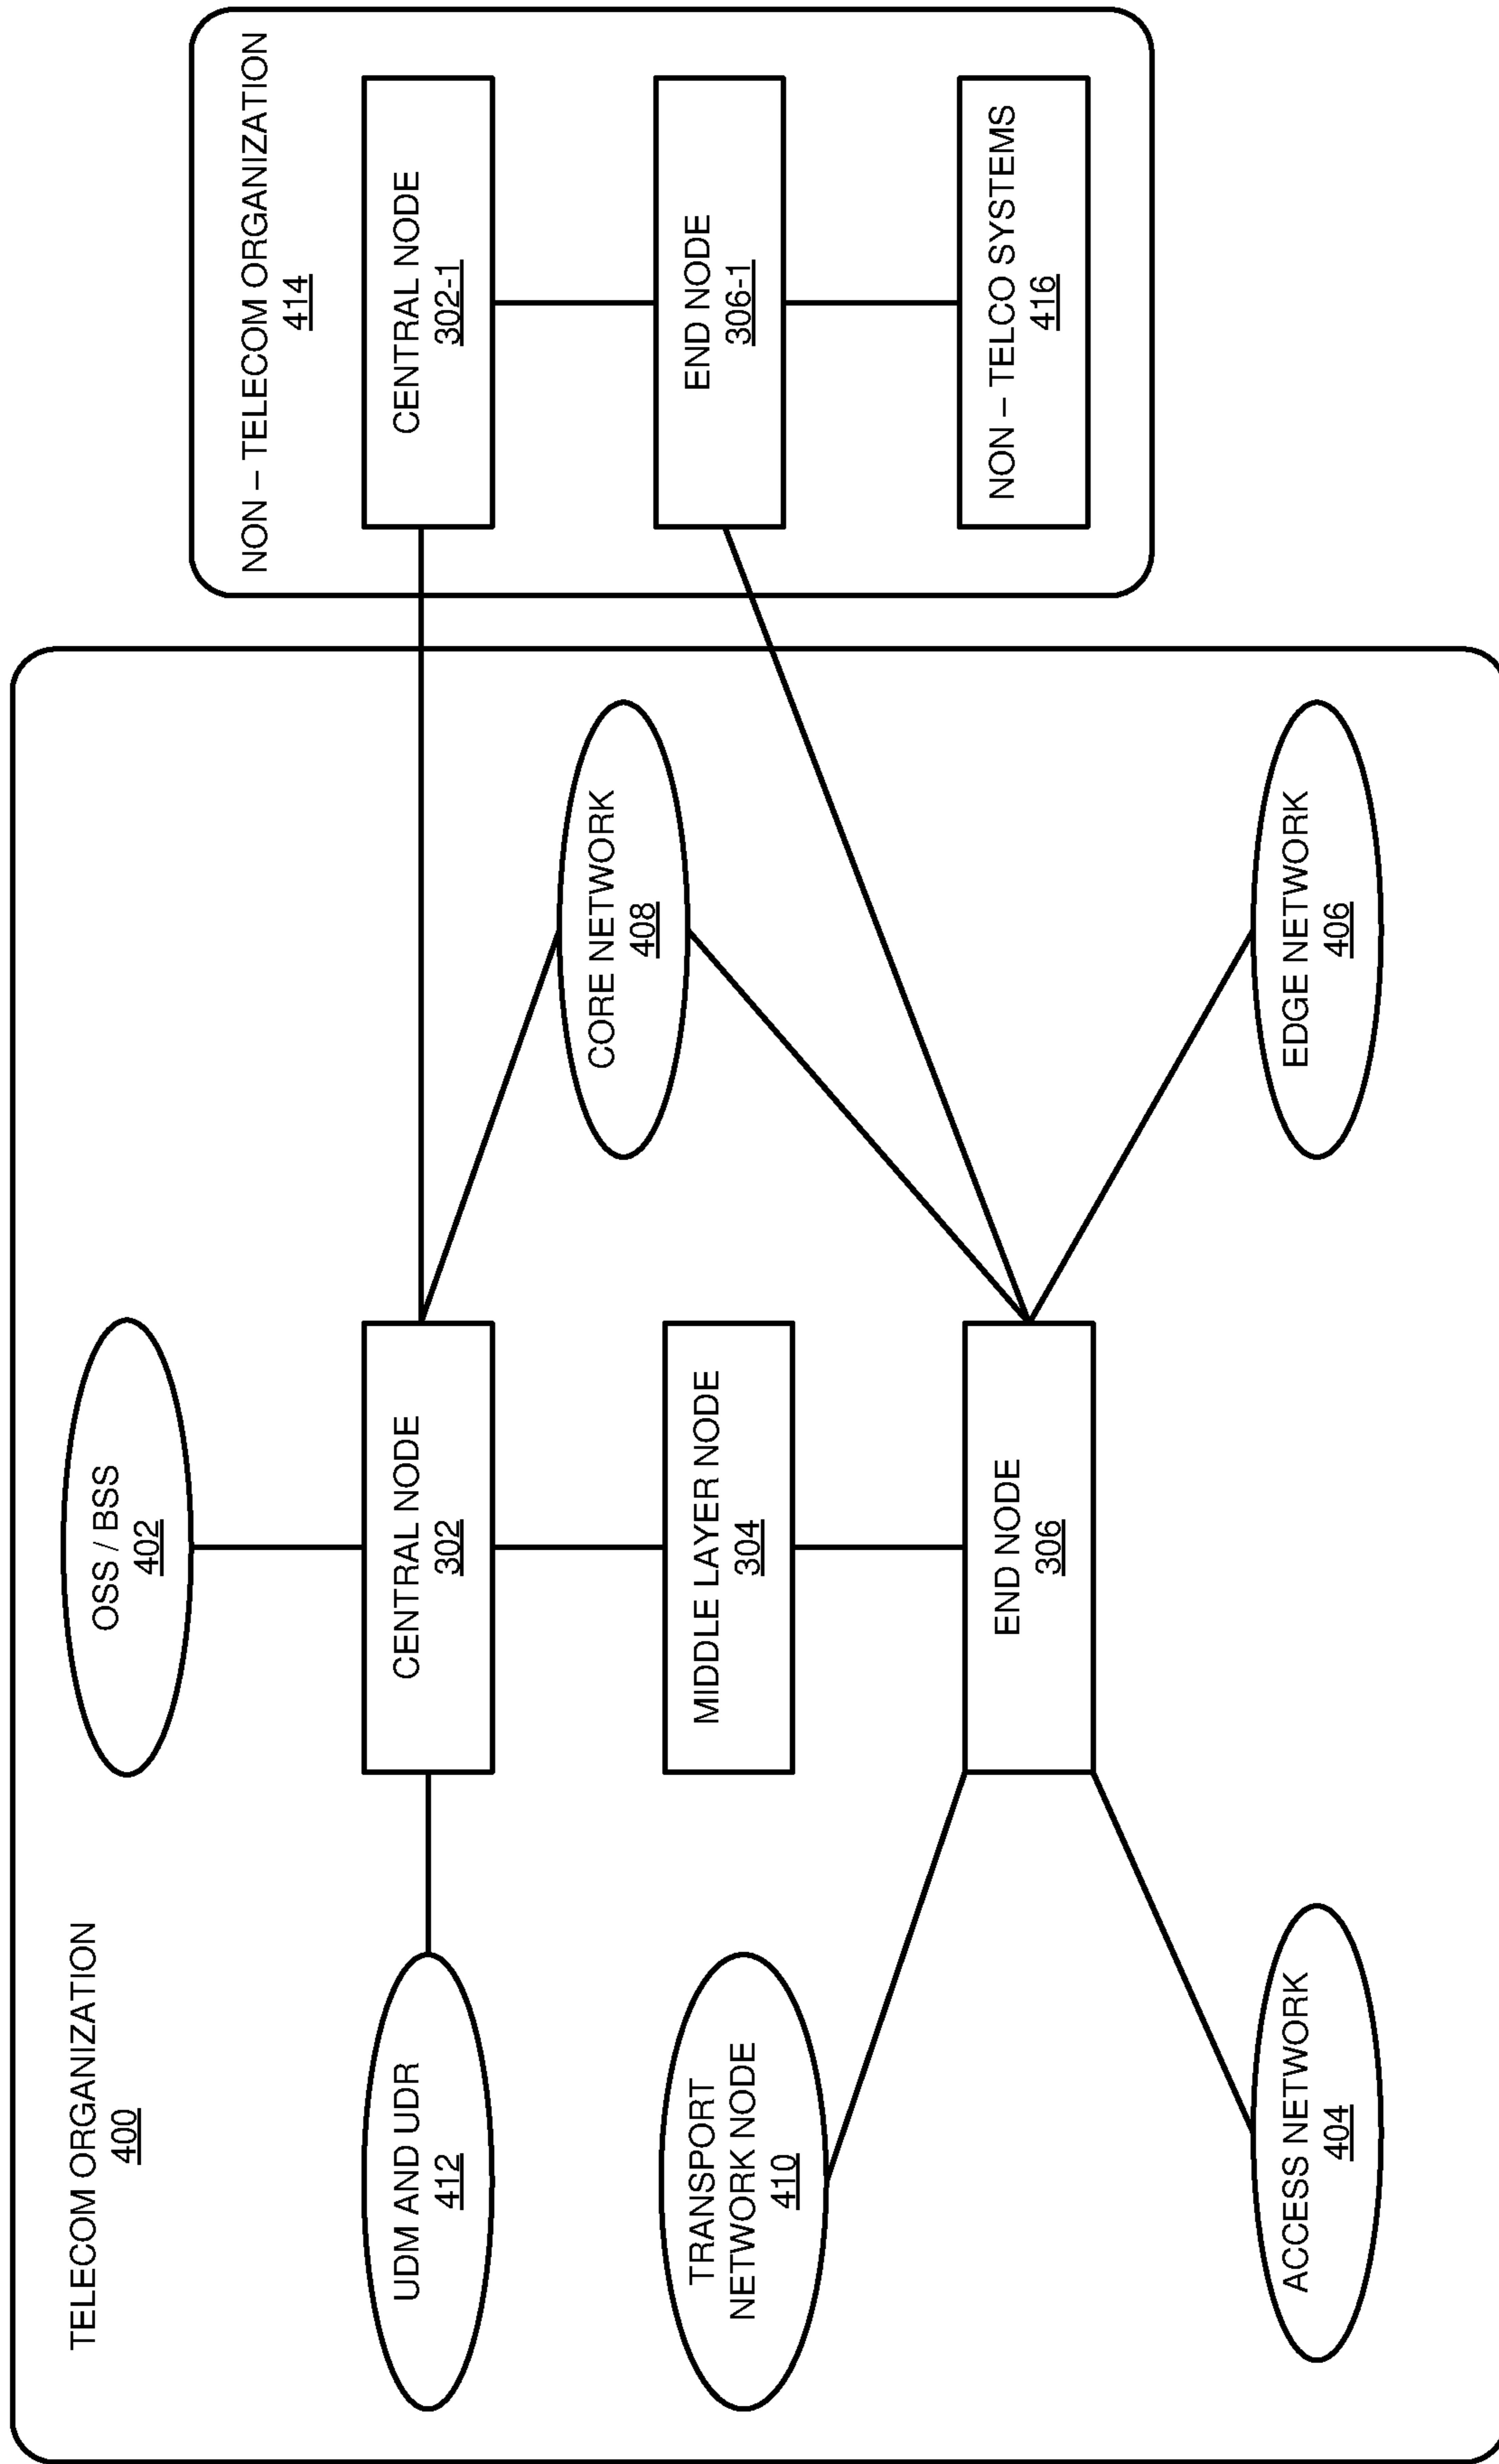 TELECOM ORGANIZATION
400
OSS / BSS
402
UDM AND UDR
412
CENTRAL NODE
302
TRANSPORT
NETWORK NODE
410
MIDDLE LAYER NODE
304
CORE NETWORK
408
END NODE
306
ACCESS NETWORK
404
EDGE NETWORK
406
NON – TELECOM ORGANIZATION
414
CENTRAL NODE
302-1
END NODE
306-1
NON – TELCO SYSTEMS
416